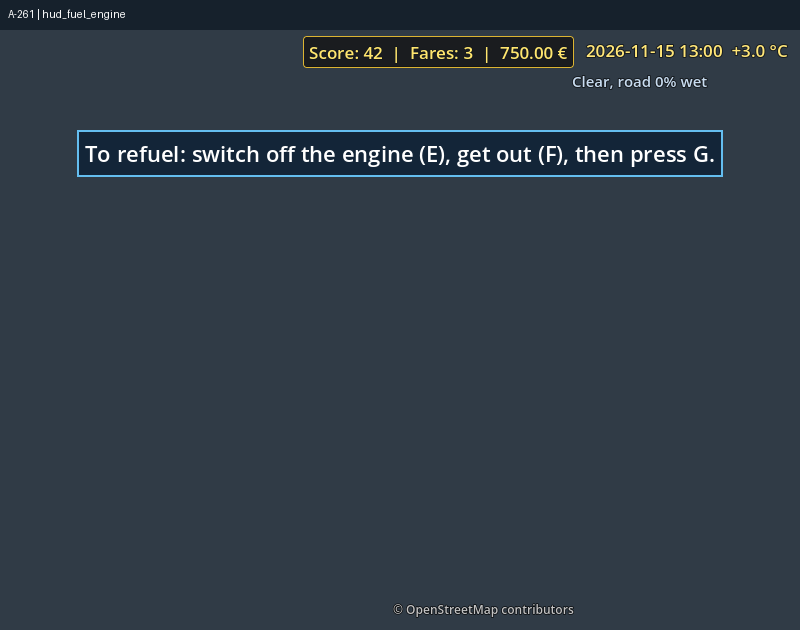 A-261 | hud_fuel_engine
Score: 42 | Fares: 3 | 750.00 €
2026-11-15 13:00 +3.0 °C
Clear, road 0% wet
To refuel: switch off the engine (E), get out (F), then press G.
© OpenStreetMap contributors